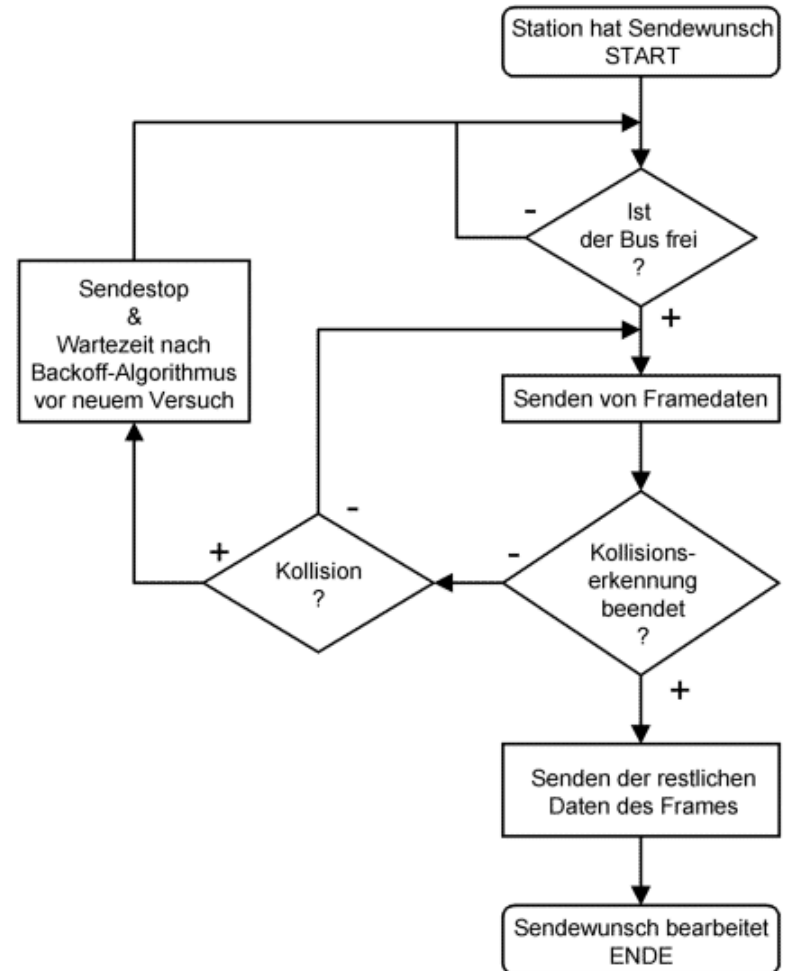 Station hat Sendewunsch
START
-
Ist
der Bus frei
?
+
Sendestop
&
Wartezeit nach
Backoff-Algorithmus
vor neuem Versuch
Senden von Framedaten
+
-
Kollision
?
-
Kollisions-
erkennung
beendet
?
+
Senden der restlichen
Daten des Frames
Sendewunsch bearbeitet
ENDE